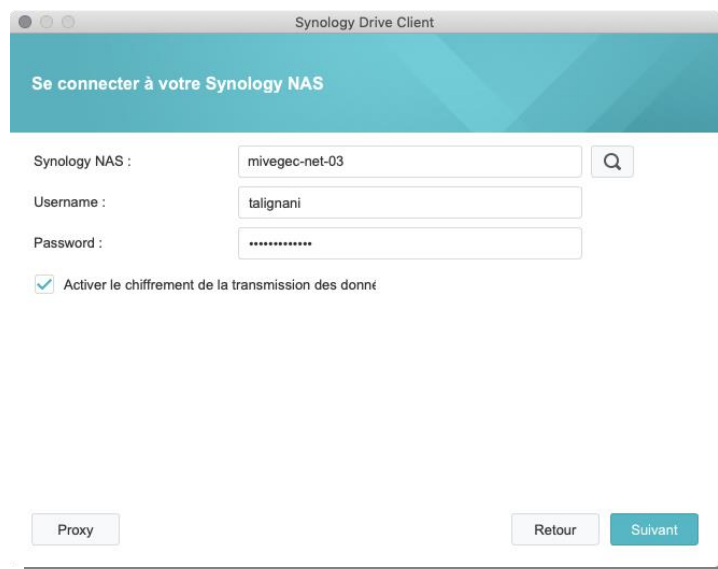 Synology Drive Client
Se connecter à votre Synology NAS
Synology NAS :
mivegec-net-03
Username :
talignani
Password :
•••••••••••••
Activer le chiffrement de la transmission des donné
Proxy
Retour
Suivant